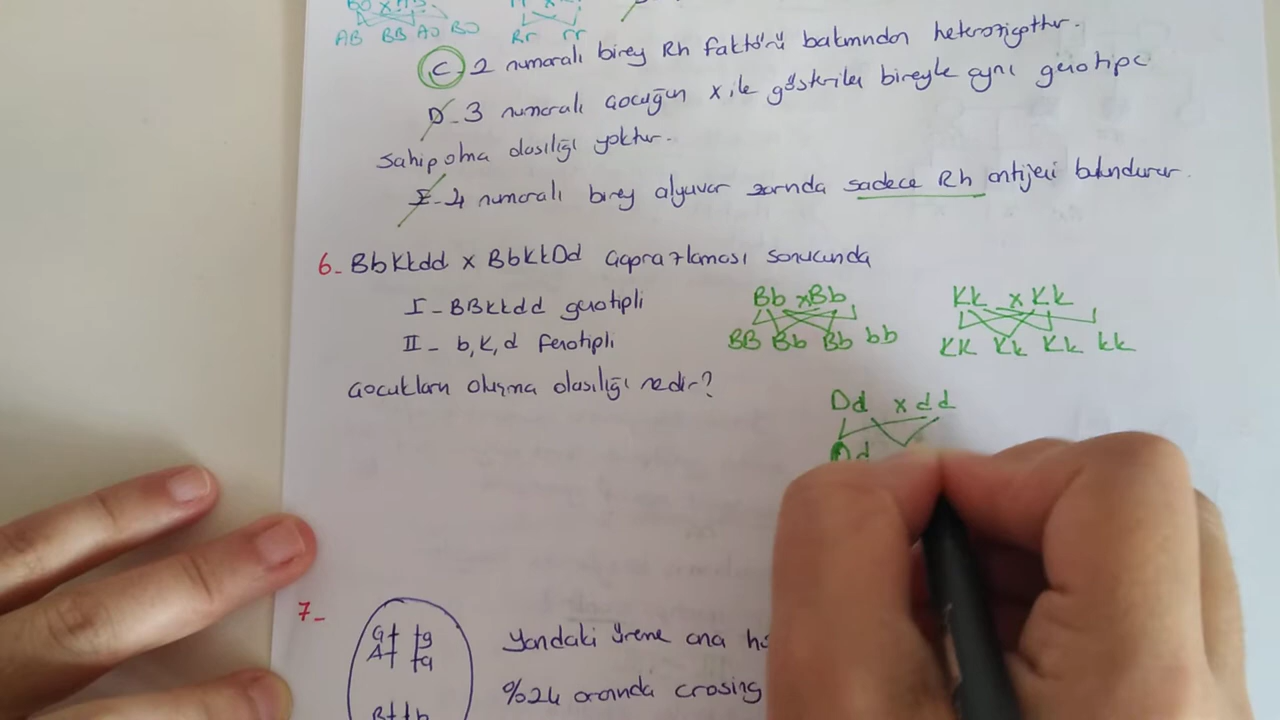 AB BB AO BO Rr rr
C- 2 numaralı birey Rh faktörü bakımından heterozigottur.
D- 3 numaralı çocuğun x ile gösterilen bireyle aynı genotipe
sahip olma olasılığı yoktur.
E- 4 numaralı birey alyuvar zarında sadece Rh antijeni bulundurur.
6- BbKkdd x BbKkDd çaprazlaması sonucunda
I- BBkkdd genotipli
Bb x Bb Kk x Kk
II- b, K, d fenotipli
BB Bb Bb bb KK Kk Kk kk
çocukların oluşma olasılığı nedir?
Dd x dd
Dd
7-
Yandaki üreme ana
%24 oranında crosing